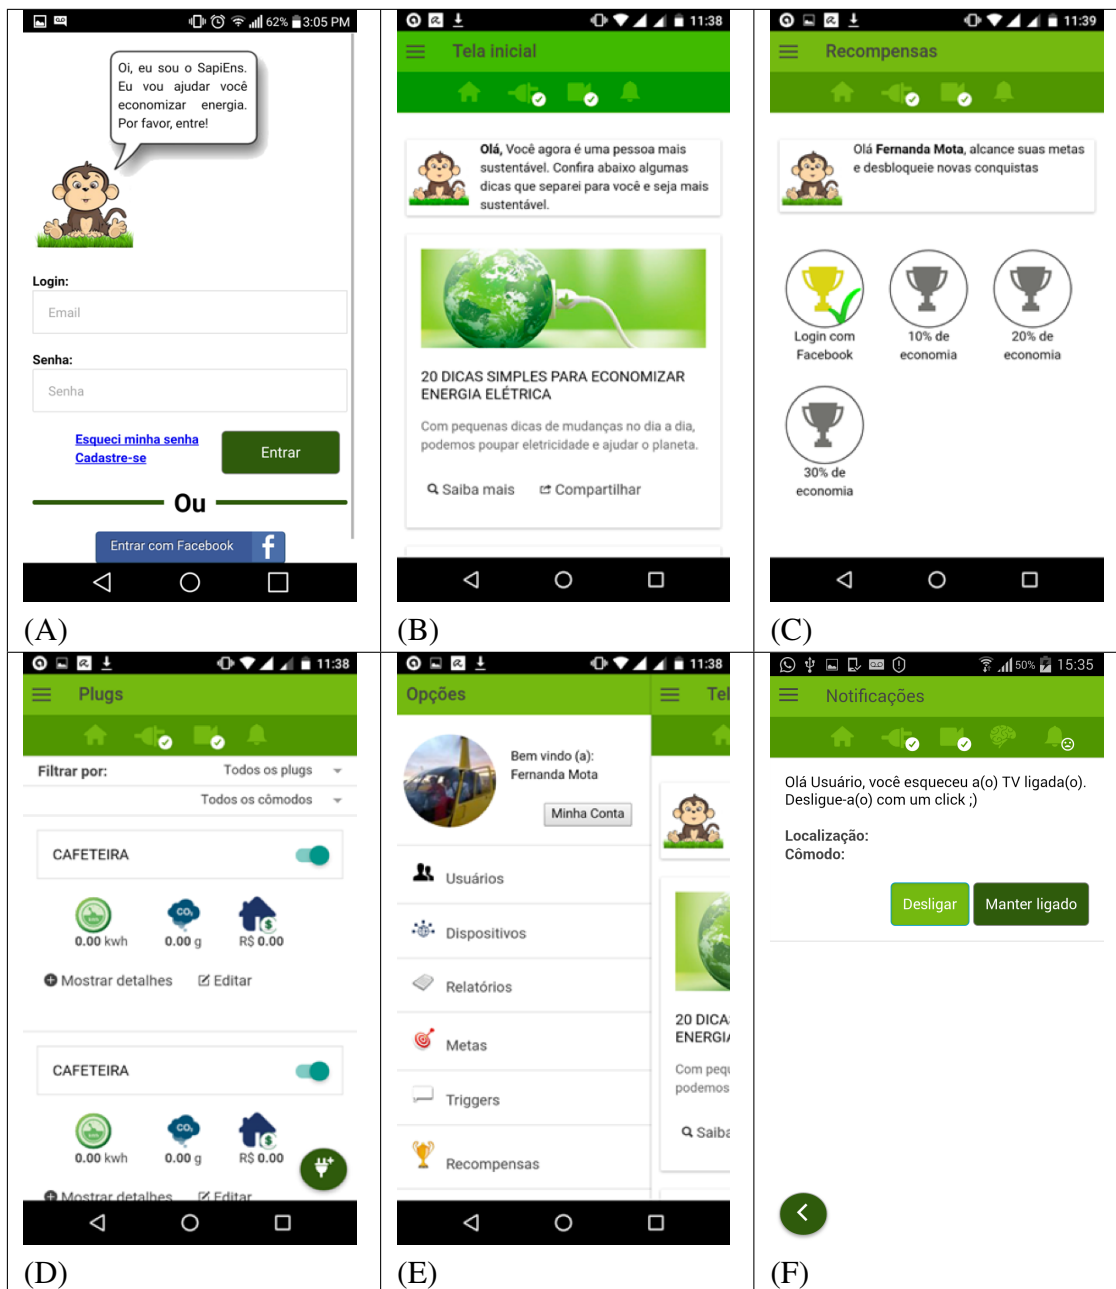 62% 3:05 PM
Oi, eu sou o SapiEns.
Eu vou ajudar você
economizar energia.
Por favor, entre!
Login:
Email
Senha:
Senha
Esqueci minha senha
Cadastre-se
Entrar
Ou
Entrar com Facebook f
(A)
11:38
Tela inicial
Olá, Você agora é uma pessoa mais
sustentável. Confira abaixo algumas
dicas que separei para você e seja mais
sustentável.
20 DICAS SIMPLES PARA ECONOMIZAR
ENERGIA ELÉTRICA
Com pequenas dicas de mudanças no dia a dia,
podemos poupar eletricidade e ajudar o planeta.
Saiba mais Compartilhar
(B)
11:39
Recompensas
Olá Fernanda Mota, alcance suas metas
e desbloqueie novas conquistas
Login com
Facebook
10% de
economia
20% de
economia
30% de
economia
(C)
11:38
Plugs
Filtrar por: Todos os plugs
Todos os cômodos
CAFETEIRA
CO₂
$
0.00 kwh 0.00 g R$ 0.00
Mostrar detalhes Editar
CAFETEIRA
CO₂
$
0.00 kwh 0.00 g R$ 0.00
Mostrar detalhes Editar
(D)
11:38
Opções
Tel
Bem vindo (a):
Fernanda Mota
Minha Conta
Usuários
Dispositivos
Relatórios
Metas
Triggers
Recompensas
20 DICA
ENERGI
Com pequ
podemos
Saiba
(E)
50% 15:35
Notificações
Olá Usuário, você esqueceu a(o) TV ligada(o).
Desligue-a(o) com um click ;)
Localização:
Cômodo:
Desligar Manter ligado
(F)